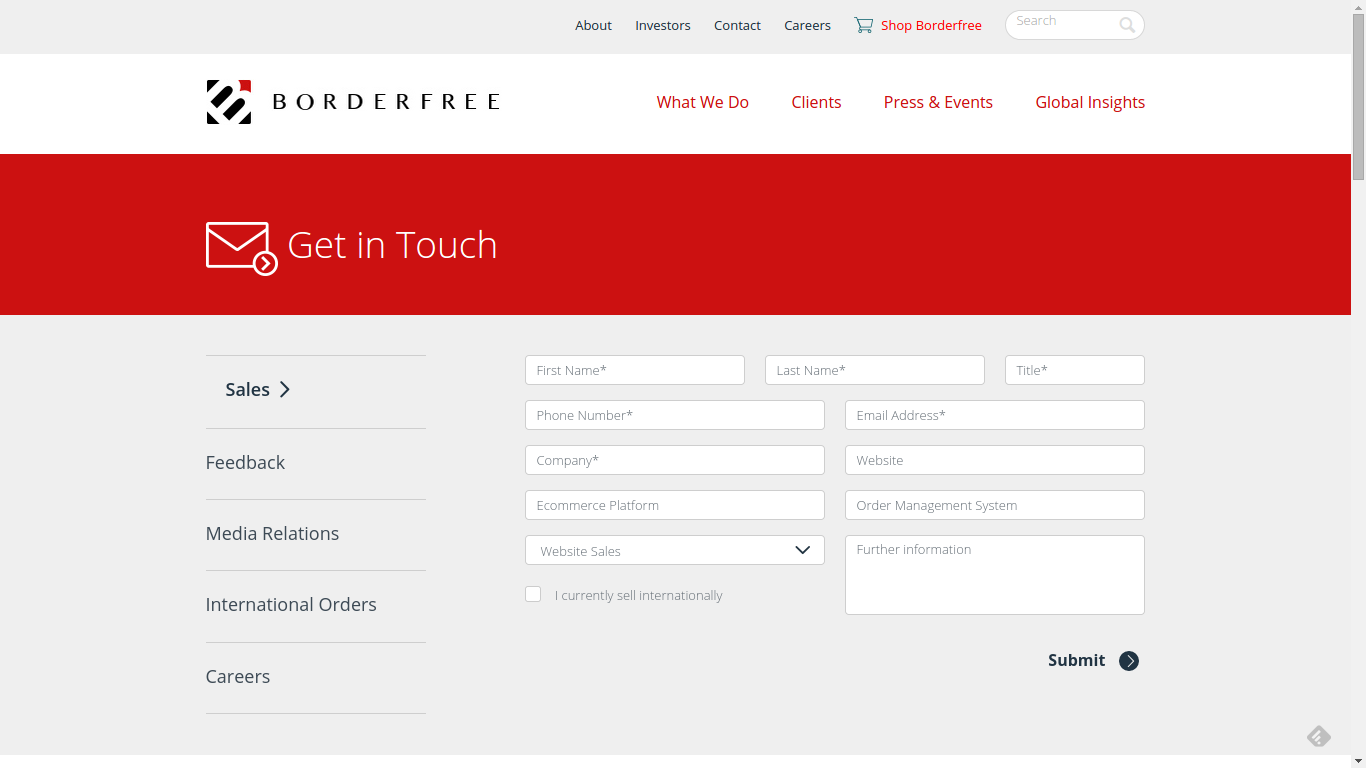 About Investors Contact Careers Shop Borderfree Search
BORDERFREE What We Do Clients Press & Events Global Insights
Get in Touch
Sales
Feedback
Media Relations
International Orders
Careers
First Name* Last Name* Title*
Phone Number* Email Address*
Company* Website
Ecommerce Platform Order Management System
Website Sales Further information
I currently sell internationally
Submit